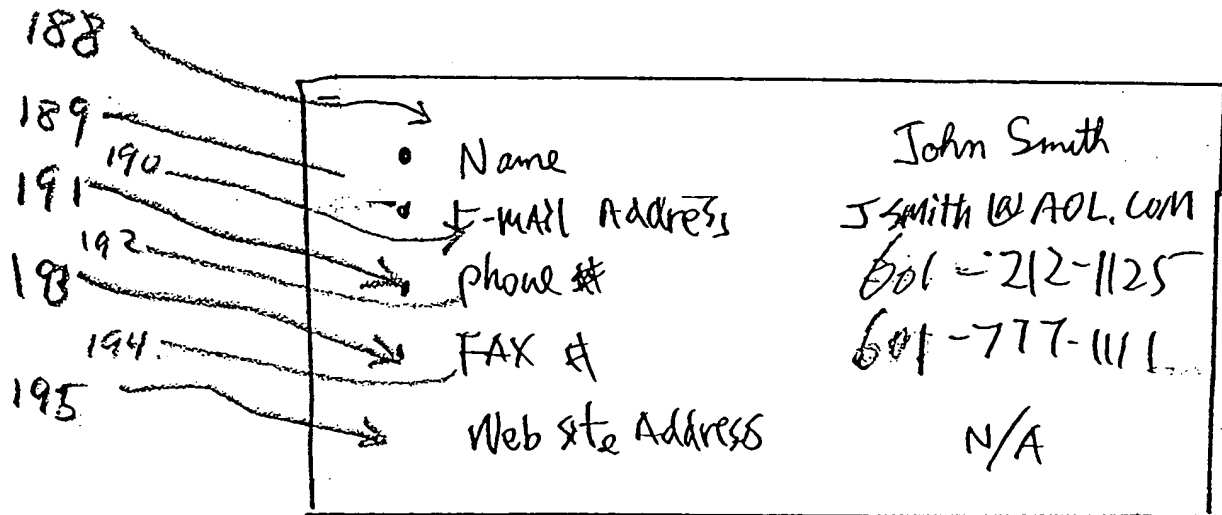 188
189
190
191
192
193
194
195
Name John Smith
E-MAIL Address JSmith@AOL.COM
phone # 601-212-1125
FAX # 601-777-1111
Web site Address N/A